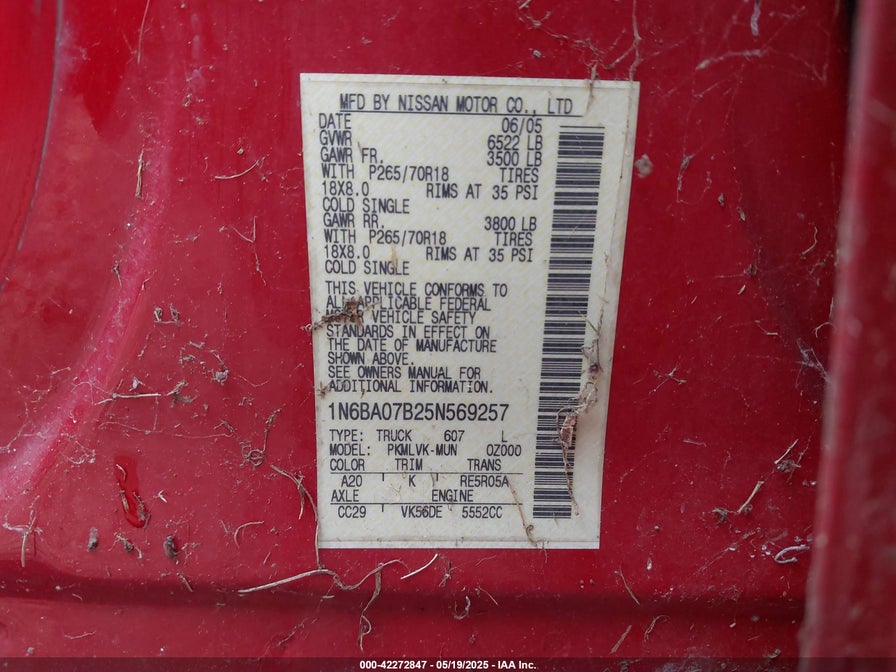 MFD BY NISSAN MOTOR CO., LTD
DATE 06/05
GVWR 6522 LB
GAWR FR. 3500 LB
WITH P265/70R18 TIRES
18X8.0 RIMS AT 35 PSI
COLD SINGLE
GAWR RR. 3800 LB
WITH P265/70R18 TIRES
18X8.0 RIMS AT 35 PSI
COLD SINGLE
THIS VEHICLE CONFORMS TO
ALL APPLICABLE FEDERAL
MOTOR VEHICLE SAFETY
STANDARDS IN EFFECT ON
THE DATE OF MANUFACTURE
SHOWN ABOVE.
SEE OWNERS MANUAL FOR
ADDITIONAL INFORMATION.
1N6BA07B25N569257
TYPE: TRUCK 607 L
MODEL: PKMLVK-MUN 0Z000
COLOR TRIM TRANS
A20 K RE5R05A
AXLE ENGINE
CC29 VK56DE 5552CC
000-42272847 - 05/19/2025 - IAA Inc.